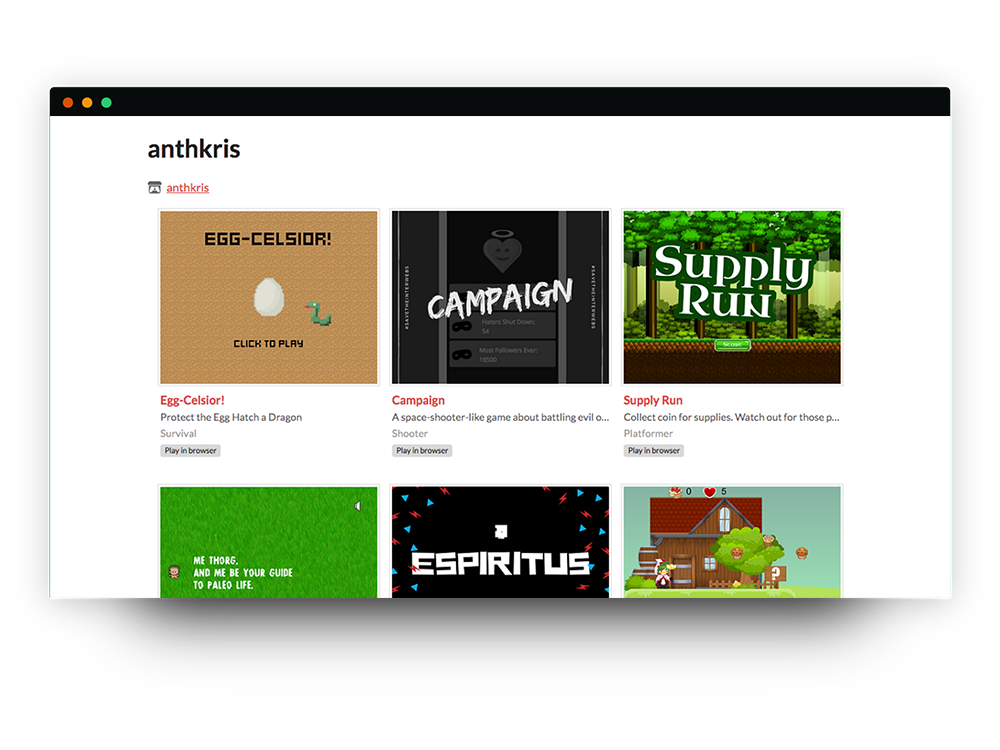 anthkris
anthkris
EGG-CELSIOR!
CLICK TO PLAY
#SAVETHEINTERWEBS
CAMPAIGN
Haters Shut Down:
54
Most Followers Ever:
18500
#SAVETHEINTERWEBS
Supply
Run
Start
Egg-Celsior!
Protect the Egg Hatch a Dragon
Survival
Play in browser
Campaign
A space-shooter-like game about battling evil o...
Shooter
Play in browser
Supply Run
Collect coin for supplies. Watch out for those p...
Platformer
Play in browser
ME THORG,
AND ME BE YOUR GUIDE
TO PALEO LIFE.
ESPIRITUS
0 5
?